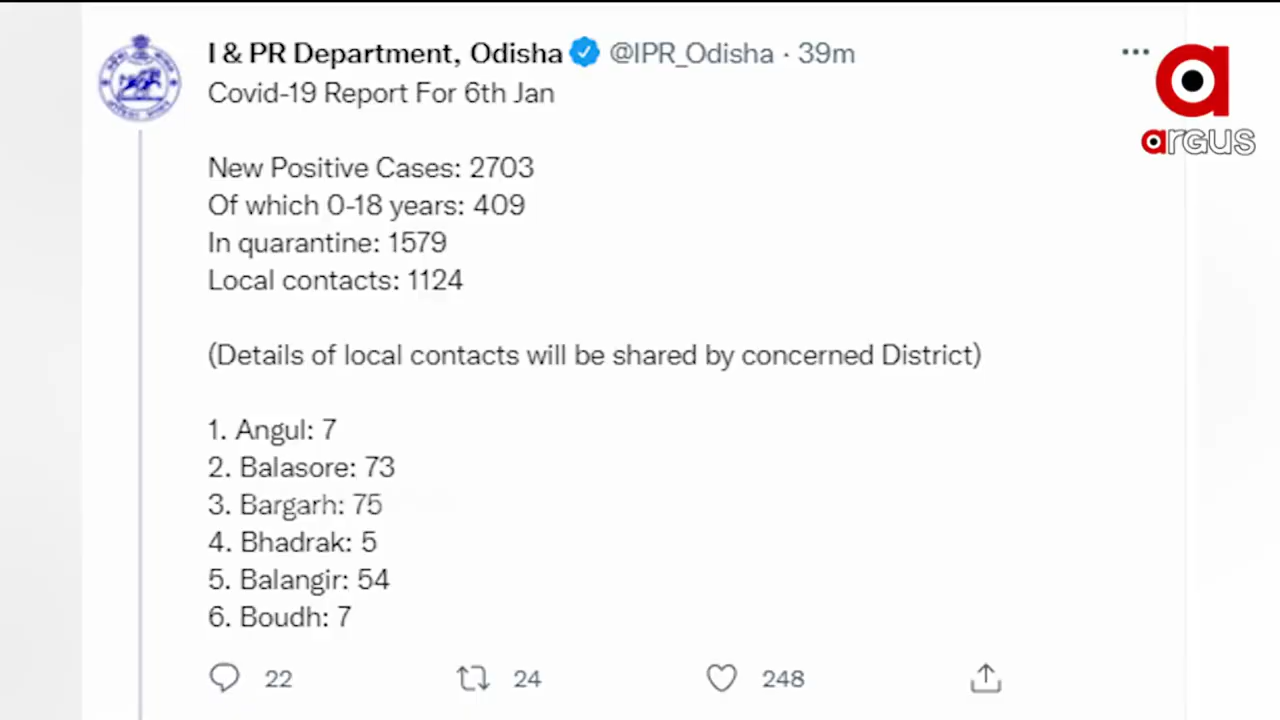 I & PR Department, Odisha @IPR_Odisha · 39m
Covid-19 Report For 6th Jan
New Positive Cases: 2703
Of which 0-18 years: 409
In quarantine: 1579
Local contacts: 1124
(Details of local contacts will be shared by concerned District)
1. Angul: 7
2. Balasore: 73
3. Bargarh: 75
4. Bhadrak: 5
5. Balangir: 54
6. Boudh: 7
22 24 248
a
argus